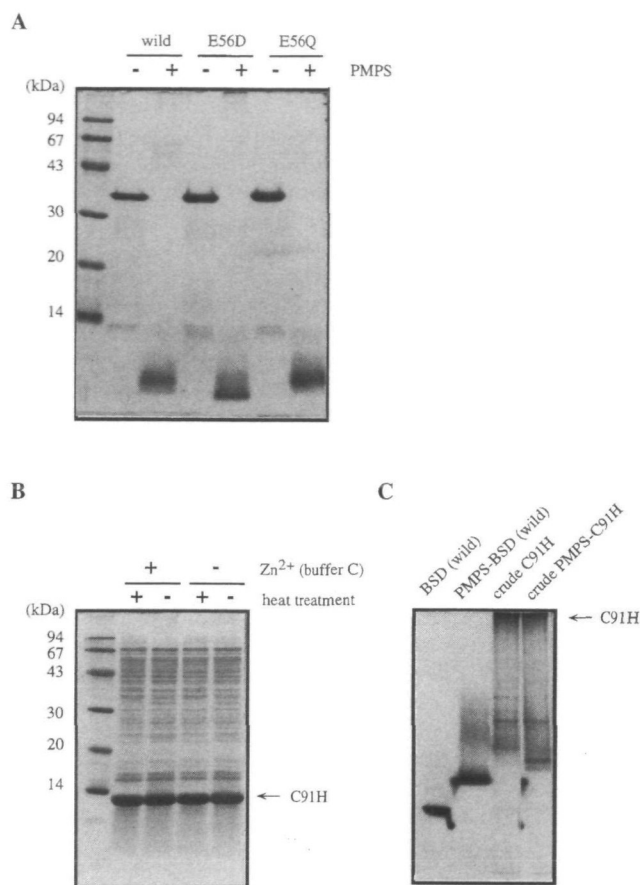 A
wild E56D E56Q
- + - + - + PMPS
(kDa)
94
67
43
30
20
14
B
+ - Zn2+ (buffer C)
+ - + - heat treatment
(kDa)
94
67
43
30
20
14
← C91H
C
BSD (wild)
PMPS-BSD (wild)
crude C91H
crude PMPS-C91H
← C91H